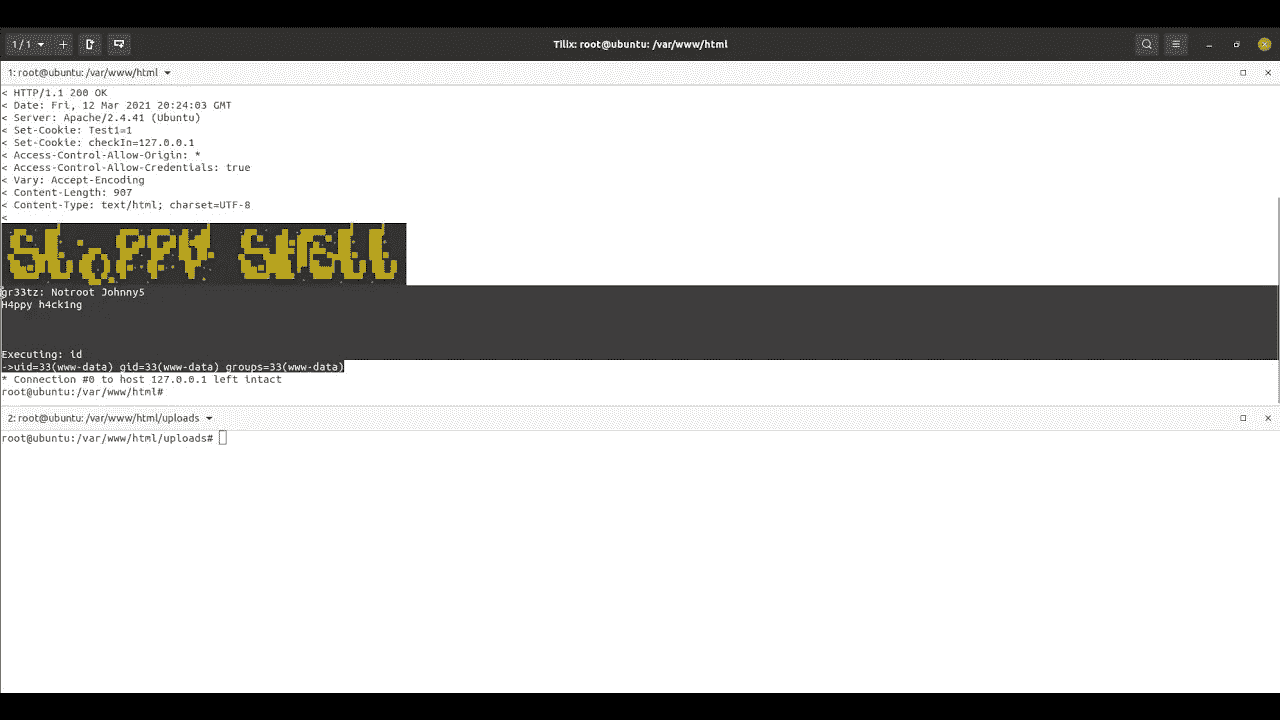 1 / 1
Tilix: root@ubuntu: /var/www/html
1: root@ubuntu: /var/www/html
< HTTP/1.1 200 OK
< Date: Fri, 12 Mar 2021 20:24:03 GMT
< Server: Apache/2.4.41 (Ubuntu)
< Set-Cookie: Test1=1
< Set-Cookie: checkIn=127.0.0.1
< Access-Control-Allow-Origin: *
< Access-Control-Allow-Credentials: true
< Vary: Accept-Encoding
< Content-Length: 907
< Content-Type: text/html; charset=UTF-8
<
Sloppy Shell
gr33tz: Notroot Johnny5
H4ppy h4ck1ng
Executing: id
->uid=33(www-data) gid=33(www-data) groups=33(www-data)
* Connection #0 to host 127.0.0.1 left intact
root@ubuntu:/var/www/html#
2: root@ubuntu: /var/www/html/uploads
root@ubuntu:/var/www/html/uploads#